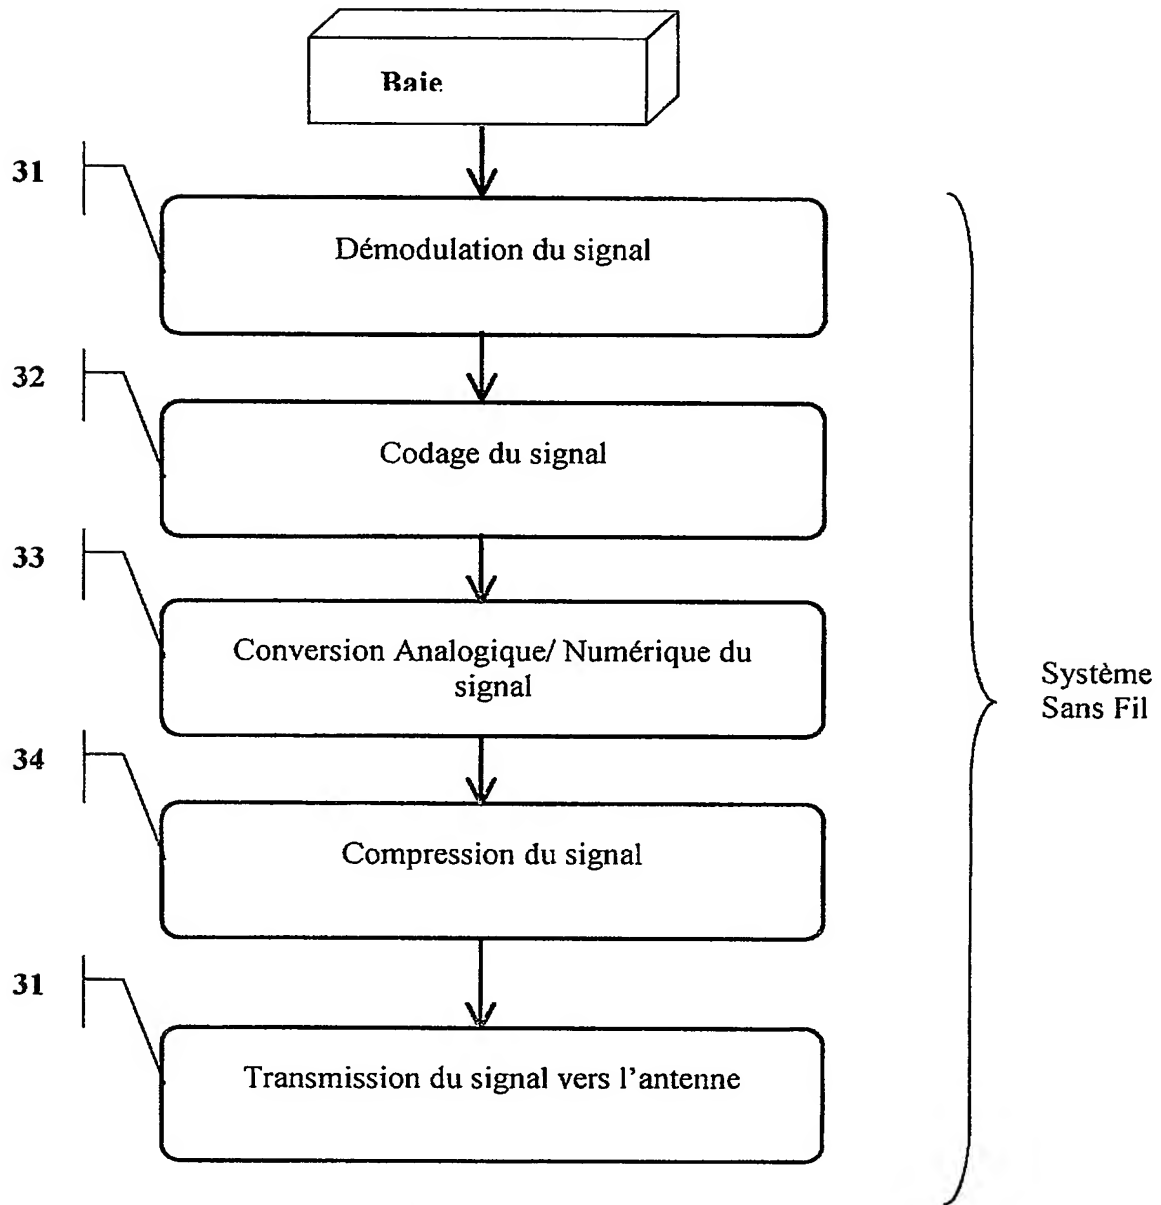 Baie
31
Démodulation du signal
32
Codage du signal
33
Conversion Analogique/ Numérique du
signal
34
Compression du signal
31
Transmission du signal vers l'antenne
Système
Sans Fil